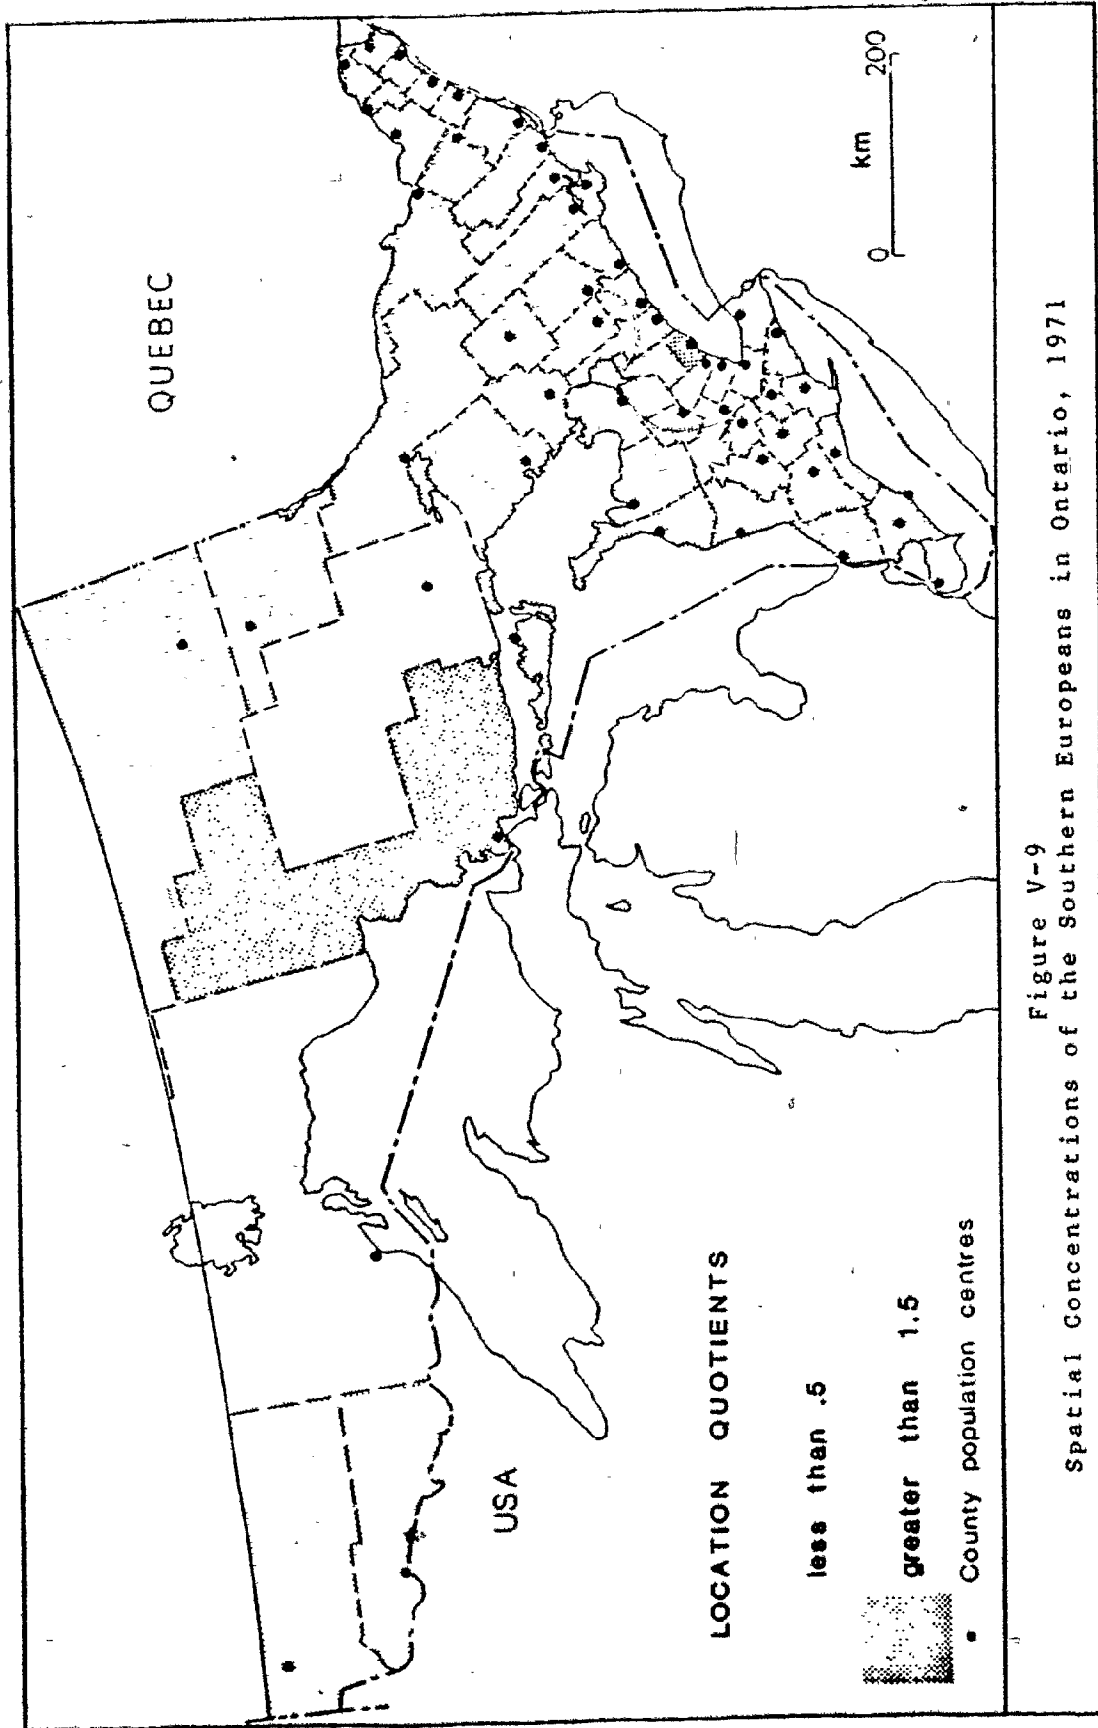 QUEBEC
USA
km
0 200
LOCATION QUOTIENTS
less than .5
greater than 1.5
County population centres
Figure V-9
Spatial Concentrations of the Southern Europeans in Ontario, 1971